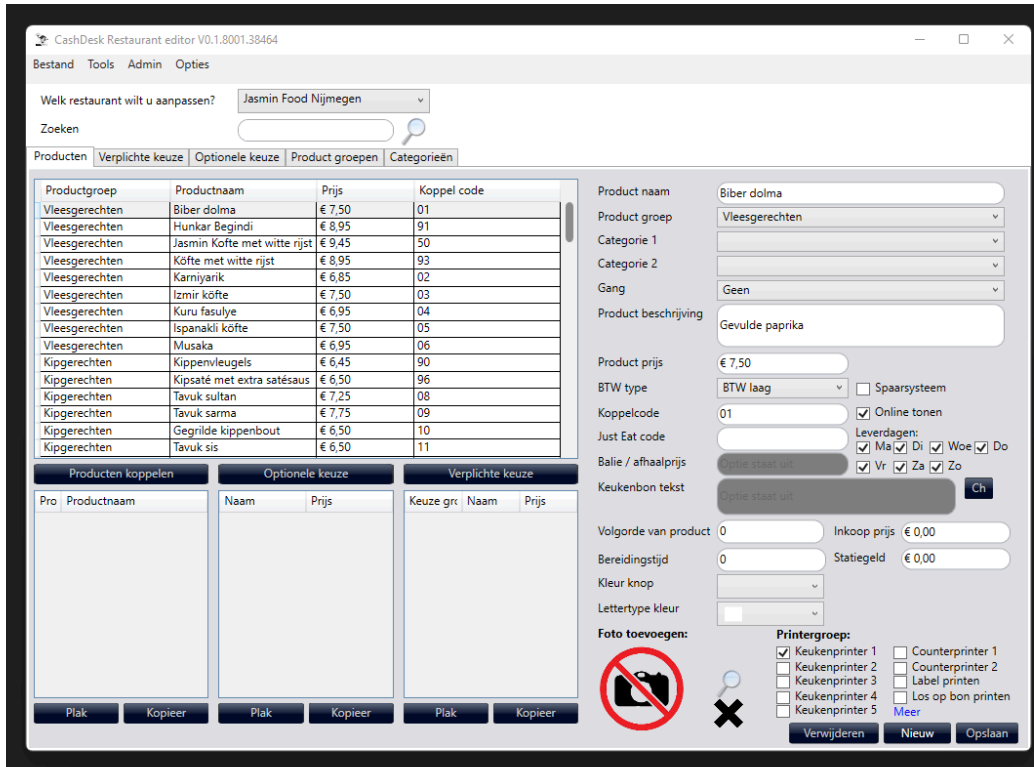 CashDesk Restaurant editor V0.1.8001.38464
Bestand Tools Admin Opties
Welk restaurant wilt u aanpassen? Jasmin Food Nijmegen
Zoeken
Producten Verplichte keuze Optionele keuze Product groepen Categorieën
Productgroep Productnaam Prijs Koppel code
Vleesgerechten Biber dolma € 7,50 01
Vleesgerechten Hunkar Begindi € 8,95 91
Vleesgerechten Jasmin Kofte met witte rijst € 9,45 50
Vleesgerechten Köfte met witte rijst € 8,95 93
Vleesgerechten Karniyarik € 6,85 02
Vleesgerechten Izmir köfte € 7,50 03
Vleesgerechten Kuru fasulye € 6,95 04
Vleesgerechten Ispanakli köfte € 7,50 05
Vleesgerechten Musaka € 6,95 06
Kipgerechten Kippenvleugels € 6,45 90
Kipgerechten Kipsaté met extra satésaus € 6,50 96
Kipgerechten Tavuk sultan € 7,25 08
Kipgerechten Tavuk sarma € 7,75 09
Kipgerechten Gegrilde kippenbout € 6,50 10
Kipgerechten Tavuk sis € 6,50 11
Producten koppelen Optionele keuze Verplichte keuze
Pro Productnaam Naam Prijs Keuze grc Naam Prijs
Plak Kopieer Plak Kopieer Plak Kopieer
Product naam Biber dolma
Product groep Vleesgerechten
Categorie 1
Categorie 2
Gang Geen
Product beschrijving Gevulde paprika
Product prijs € 7,50
BTW type BTW laag Spaarsysteem
Koppelcode 01 Online tonen
Just Eat code Leverdagen:
Ma Di Woe Do
Balie / afhaalprijs Optie staat uit Vr Za Zo
Keukenbon tekst Optie staat uit Ch
Volgorde van product 0 Inkoop prijs € 0,00
Bereidingstijd 0 Statiegeld € 0,00
Kleur knop
Lettertype kleur
Foto toevoegen: Printergroep:
Keukenprinter 1 Counterprinter 1
Keukenprinter 2 Counterprinter 2
Keukenprinter 3 Label printen
Keukenprinter 4 Los op bon printen
Keukenprinter 5 Meer
Verwijderen Nieuw Opslaan